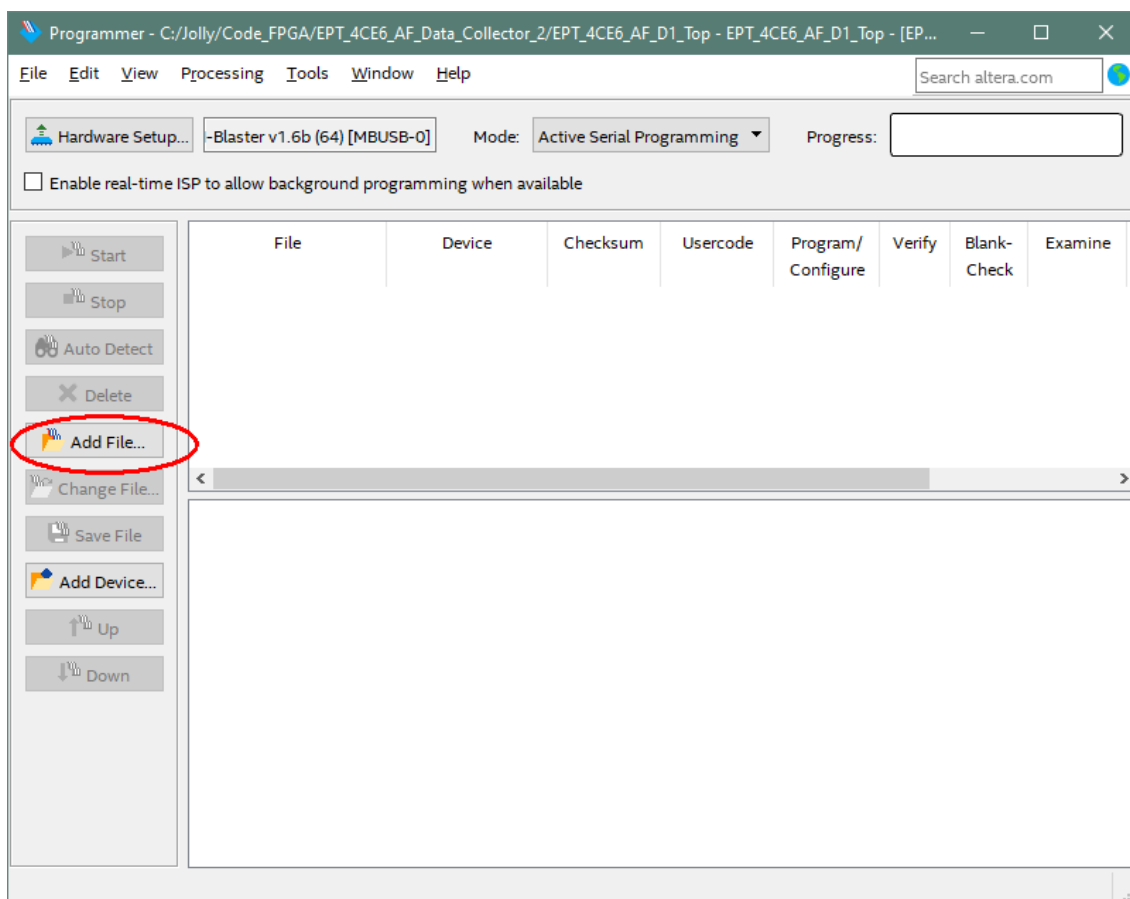 Programmer - C:/Jolly/Code_FPGA/EPT_4CE6_AF_Data_Collector_2/EPT_4CE6_AF_D1_Top - EPT_4CE6_AF_D1_Top - [EP...
File Edit View Processing Tools Window Help Search altera.com
Hardware Setup... -Blaster v1.6b (64) [MBUSB-0] Mode: Active Serial Programming Progress:
Enable real-time ISP to allow background programming when available
File Device Checksum Usercode Program/ Verify Blank- Examine
Configure Check
Start
Stop
Auto Detect
Delete
Add File...
Change File...
Save File
Add Device...
Up
Down